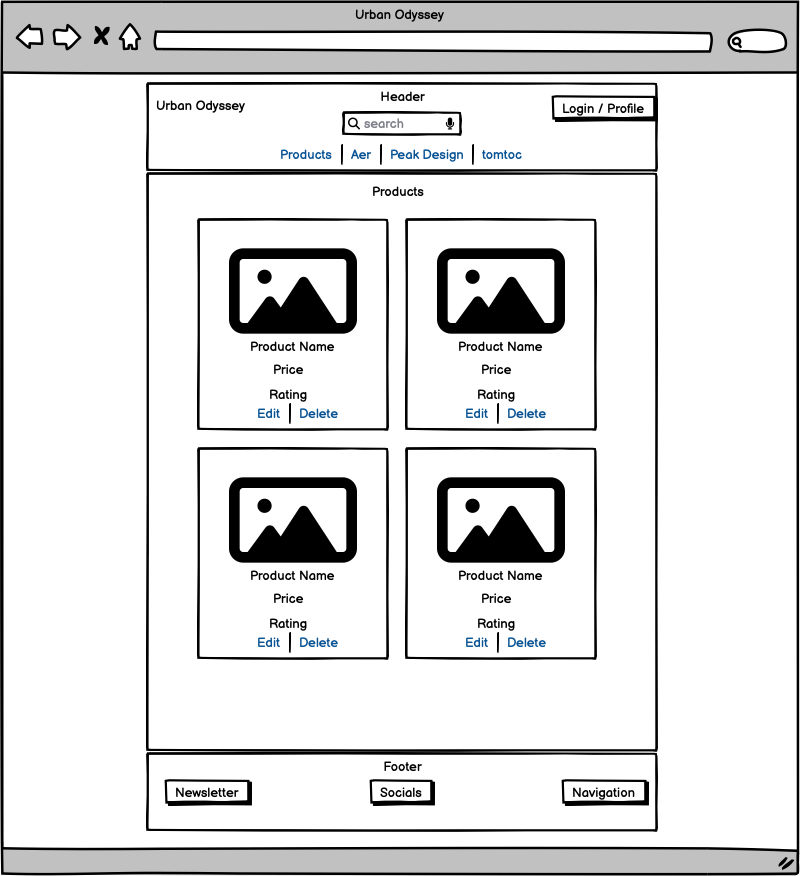 Urban Odyssey
Header
Urban Odyssey
Login / Profile
search
Products | Aer | Peak Design | tomtoc
Products
Product Name
Price
Rating
Edit | Delete
Product Name
Price
Rating
Edit | Delete
Product Name
Price
Rating
Edit | Delete
Product Name
Price
Rating
Edit | Delete
Footer
Newsletter
Socials
Navigation